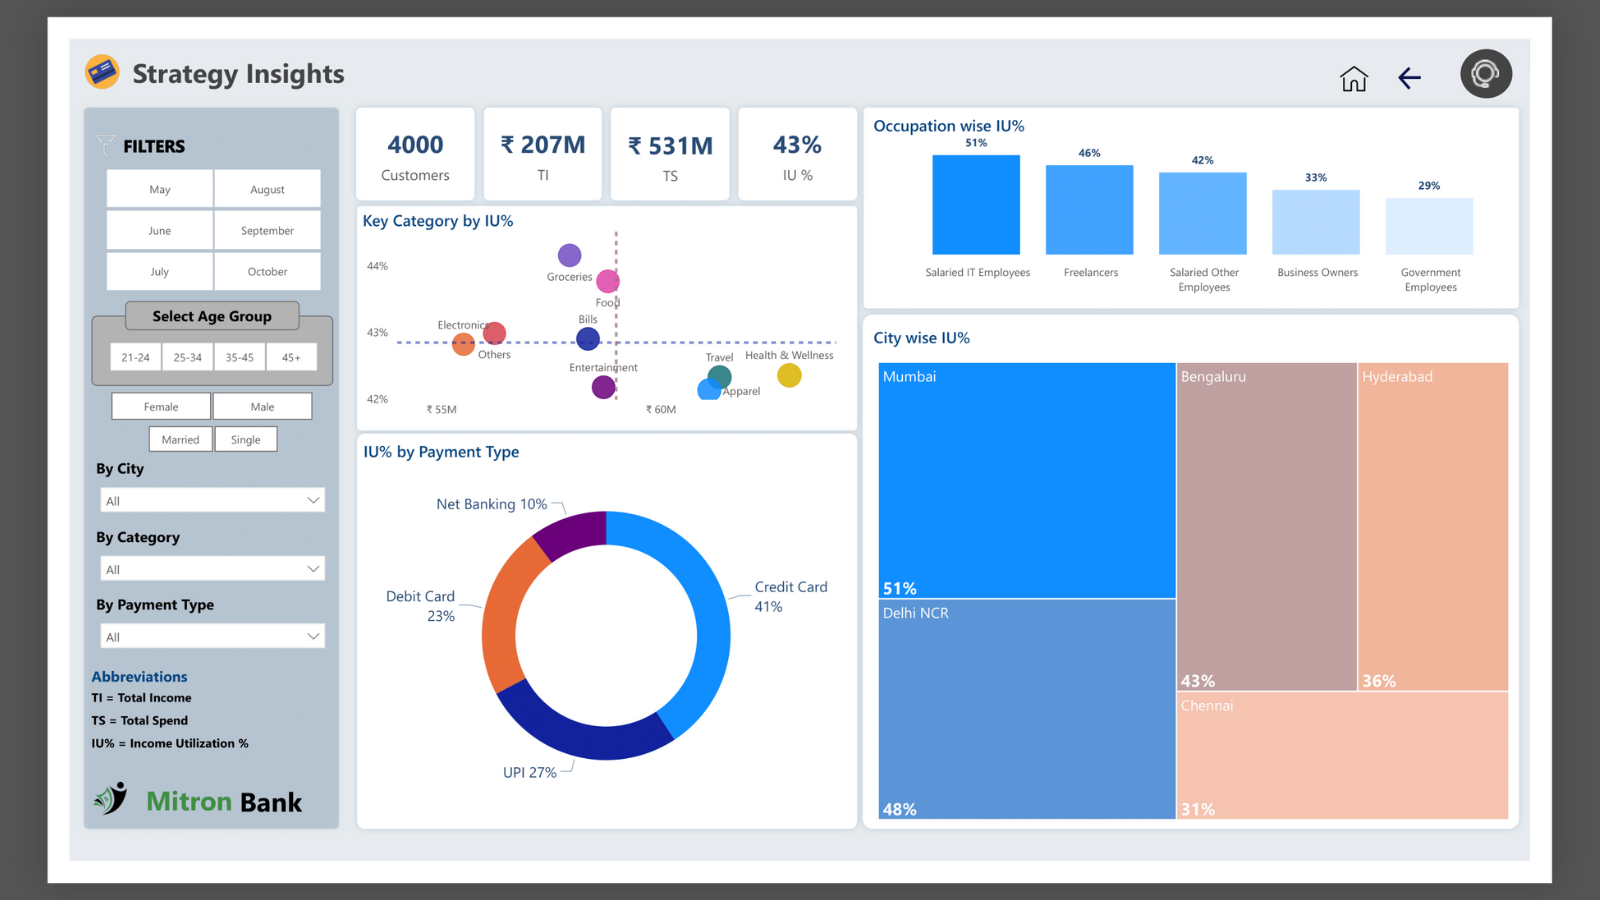 Strategy Insights
FILTERS
May
August
June
September
July
October
Select Age Group
21-24
25-34
35-45
45+
Female
Male
Married
Single
By City
All
By Category
All
By Payment Type
All
Abbreviations
TI = Total Income
TS = Total Spend
IU% = Income Utilization %
Mitron Bank
4000
Customers
₹ 207M
TI
₹ 531M
TS
43%
IU %
Key Category by IU%
44%
43%
42%
Groceries
Food
Electronics
Others
Bills
Entertainment
Travel
Health & Wellness
Apparel
₹ 55M
₹ 60M
IU% by Payment Type
Net Banking 10%
Debit Card
23%
Credit Card
41%
UPI 27%
Occupation wise IU%
51%
46%
42%
33%
29%
Salaried IT Employees
Freelancers
Salaried Other
Employees
Business Owners
Government
Employees
City wise IU%
Mumbai
51%
Delhi NCR
48%
Bengaluru
43%
Hyderabad
36%
Chennai
31%